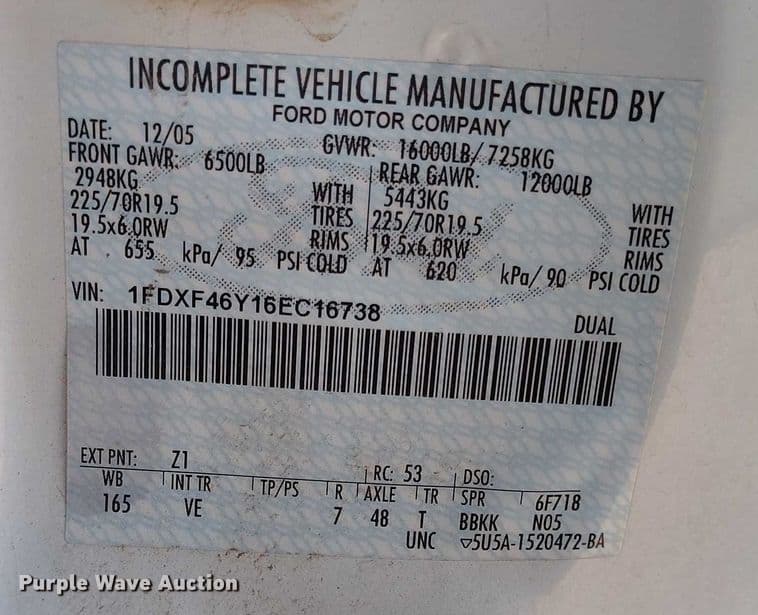 INCOMPLETE VEHICLE MANUFACTURED BY
FORD MOTOR COMPANY
DATE: 12/05 GVWR: 16000LB/ 7258KG
FRONT GAWR: 6500LB REAR GAWR: 12000LB
2948KG WITH 5443KG WITH
225/70R19.5 TIRES 225/70R19.5 TIRES
19.5x6.0RW RIMS 19.5x6.0RW RIMS
AT 655 kPa/ 95 PSI COLD AT 620 kPa/ 90 PSI COLD
VIN: 1FDXF46Y16EC16738 DUAL
EXT PNT: Z1 RC: 53 DSO:
WB INT TR TP/PS R AXLE TR SPR 6F718
165 VE 7 48 T BBKK N05
UNC ▽5U5A-1520472-BA
Purple Wave Auction